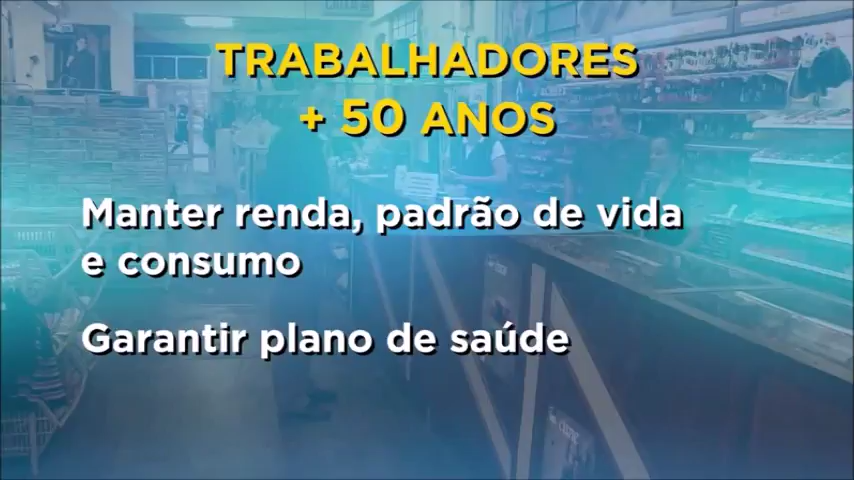 TRABALHADORES
+ 50 ANOS
Manter renda, padrão de vida
e consumo
Garantir plano de saúde